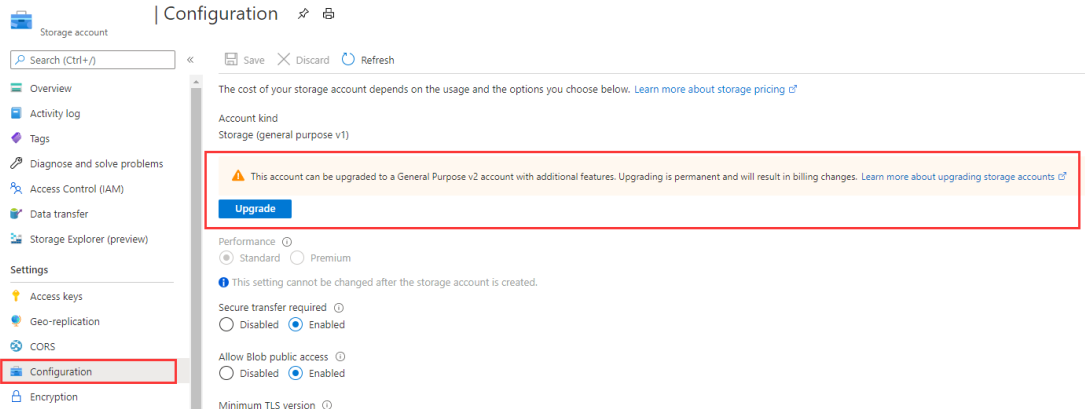 | Configuration
Storage account
Search (Ctrl+/)
«
Save
Discard
Refresh
Overview
Activity log
Tags
Diagnose and solve problems
Access Control (IAM)
Data transfer
Storage Explorer (preview)
Settings
Access keys
Geo-replication
CORS
Configuration
Encryption
The cost of your storage account depends on the usage and the options you choose below. Learn more about storage pricing
Account kind
Storage (general purpose v1)
This account can be upgraded to a General Purpose v2 account with additional features. Upgrading is permanent and will result in billing changes. Learn more about upgrading storage accounts
Upgrade
Performance
Standard Premium
This setting cannot be changed after the storage account is created.
Secure transfer required
Disabled Enabled
Allow Blob public access
Disabled Enabled
Minimum TLS version